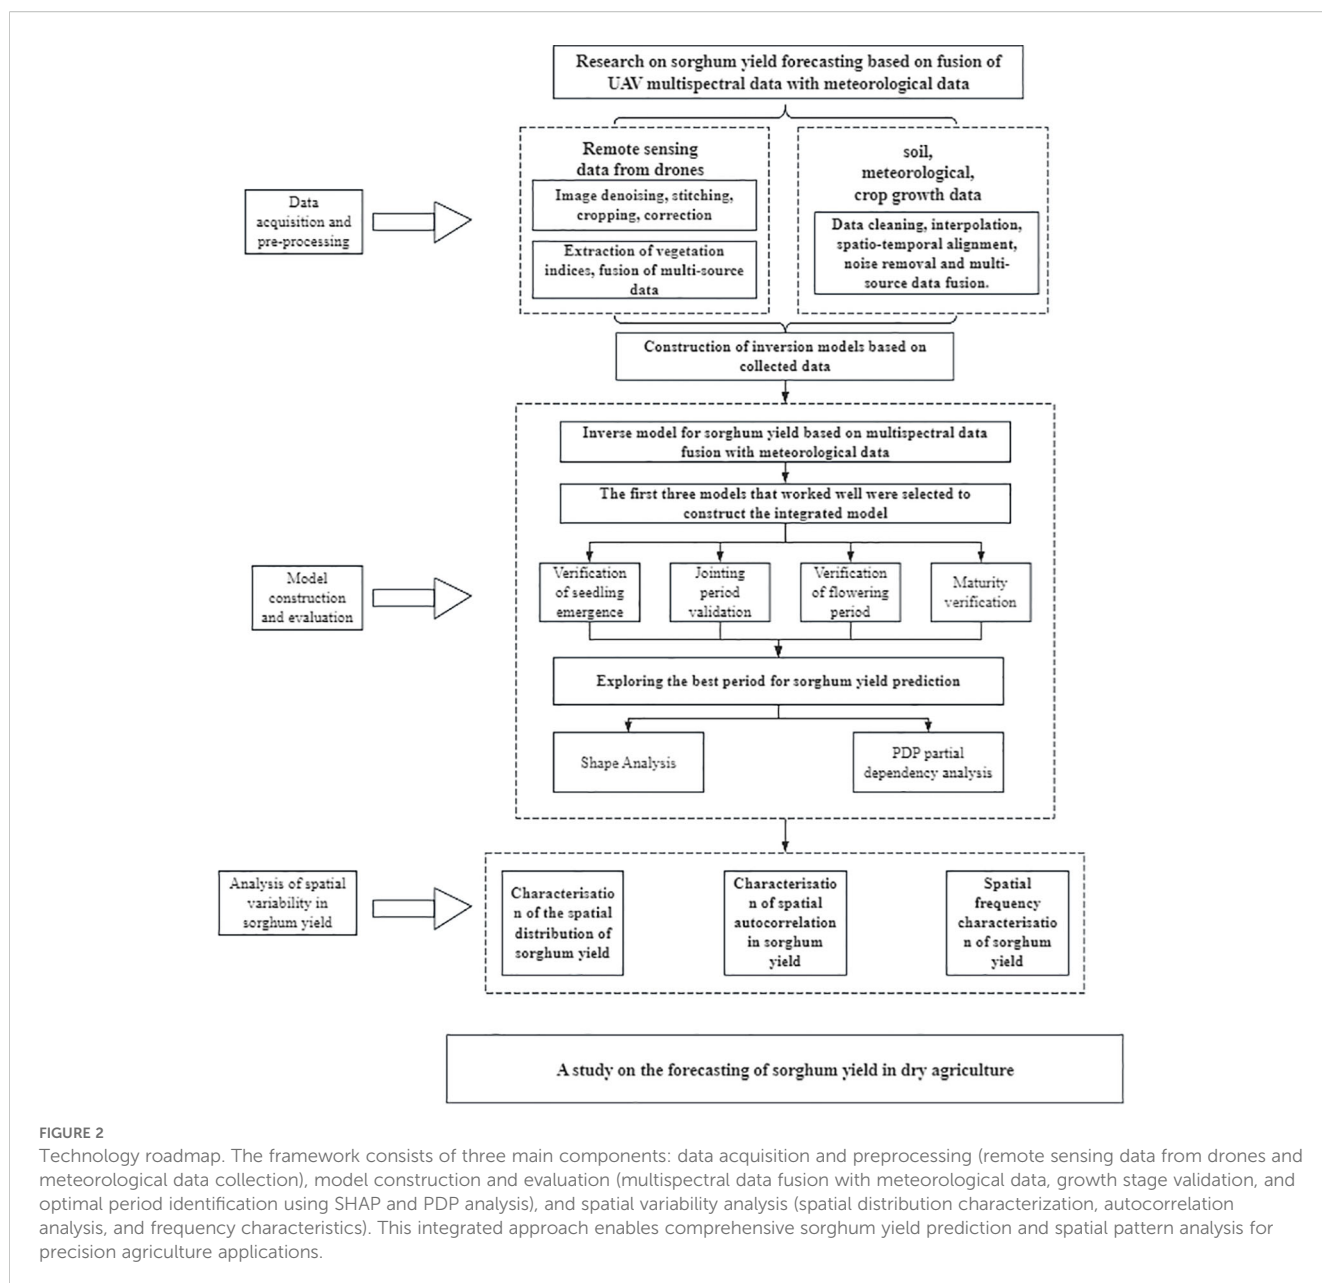 Research on sorghum yield forecasting based on fusion of
UAV multispectral data with meteorological data
Remote sensing
data from drones
Image denoising, stitching,
cropping, correction
Extraction of vegetation
indices, fusion of multi-source
data
soil,
meteorological,
crop growth data
Data cleaning, interpolation,
spatio-temporal alignment,
noise removal and multi-
source data fusion.
Data
acquisition and
pre-processing
Construction of inversion models based on
collected data
Inverse model for sorghum yield based on multispectral data
fusion with meteorological data
The first three models that worked well were selected to
construct the integrated model
Model
construction
and evaluation
Verification
of seedling
emergence
Jointing
period
validation
Verification
of flowering
period
Maturity
verification
Exploring the best period for sorghum yield prediction
Shape Analysis
PDP partial
dependency analysis
Analysis of spatial
variability in
sorghum yield
Characterisatio
n of the spatial
distribution of
sorghum yield
Characterisatio
n of spatial
autocorrelation
in sorghum
yield
Spatial
frequency
characterisatio
n of sorghum
yield
A study on the forecasting of sorghum yield in dry agriculture
FIGURE 2
Technology roadmap. The framework consists of three main components: data acquisition and preprocessing (remote sensing data from drones and
meteorological data collection), model construction and evaluation (multispectral data fusion with meteorological data, growth stage validation, and
optimal period identification using SHAP and PDP analysis), and spatial variability analysis (spatial distribution characterization, autocorrelation
analysis, and frequency characteristics). This integrated approach enables comprehensive sorghum yield prediction and spatial pattern analysis for
precision agriculture applications.